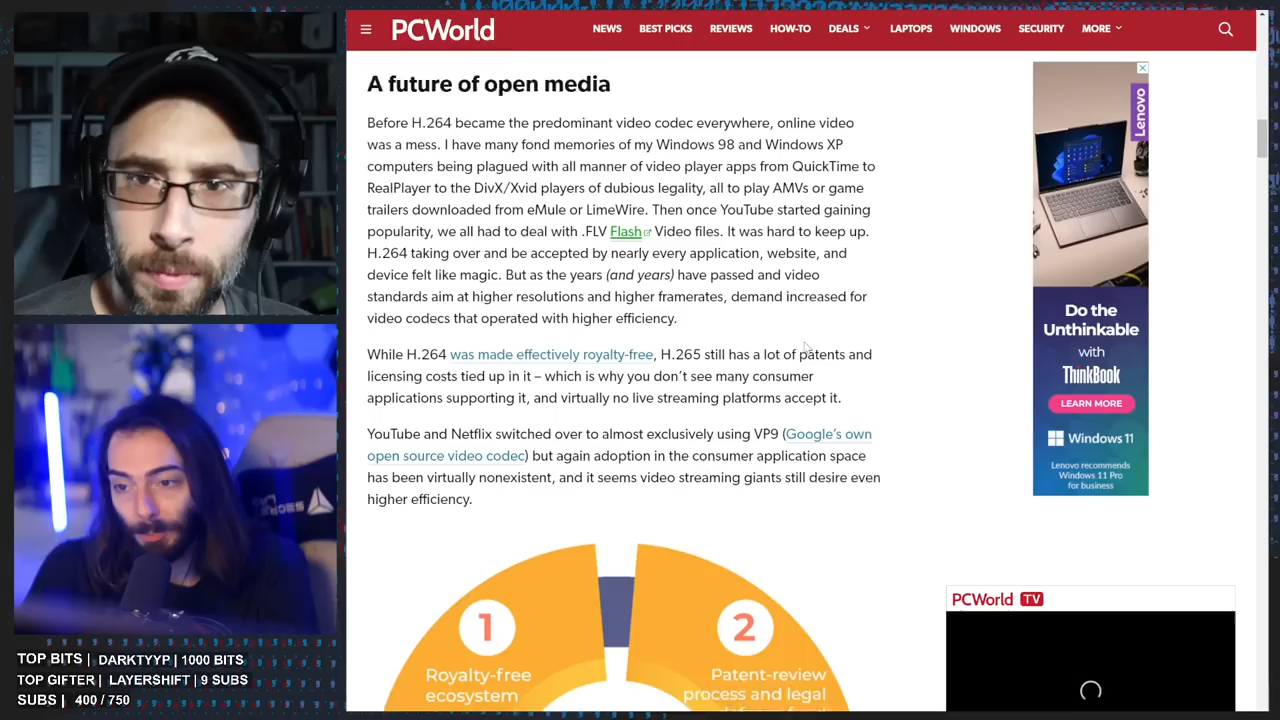 PCWorld
NEWS BEST PICKS REVIEWS HOW-TO DEALS LAPTOPS WINDOWS SECURITY MORE
A future of open media
Before H.264 became the predominant video codec everywhere, online video
was a mess. I have many fond memories of my Windows 98 and Windows XP
computers being plagued with all manner of video player apps from QuickTime to
RealPlayer to the DivX/Xvid players of dubious legality, all to play AMVs or game
trailers downloaded from eMule or LimeWire. Then once YouTube started gaining
popularity, we all had to deal with .FLV Flash Video files. It was hard to keep up.
H.264 taking over and be accepted by nearly every application, website, and
device felt like magic. But as the years (and years) have passed and video
standards aim at higher resolutions and higher framerates, demand increased for
video codecs that operated with higher efficiency.
While H.264 was made effectively royalty-free, H.265 still has a lot of patents and
licensing costs tied up in it – which is why you don't see many consumer
applications supporting it, and virtually no live streaming platforms accept it.
YouTube and Netflix switched over to almost exclusively using VP9 (Google's own
open source video codec) but again adoption in the consumer application space
has been virtually nonexistent, and it seems video streaming giants still desire even
higher efficiency.
1
Royalty-free
ecosystem
2
Patent-review
process and legal
Lenovo
Do the
Unthinkable
with
ThinkBook
LEARN MORE
Windows 11
Lenovo recommends
Windows 11 Pro
for business
PCWorld TV
TOP BITS | DARKTYYP | 1000 BITS
TOP GIFTER | LAYERSHIFT | 9 SUBS
SUBS | 400 / 750